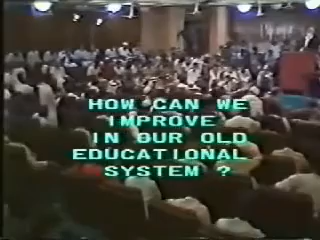 HOW CAN WE
IMPROVE
IN OUR OLD
EDUCATIONAL
SYSTEM ?